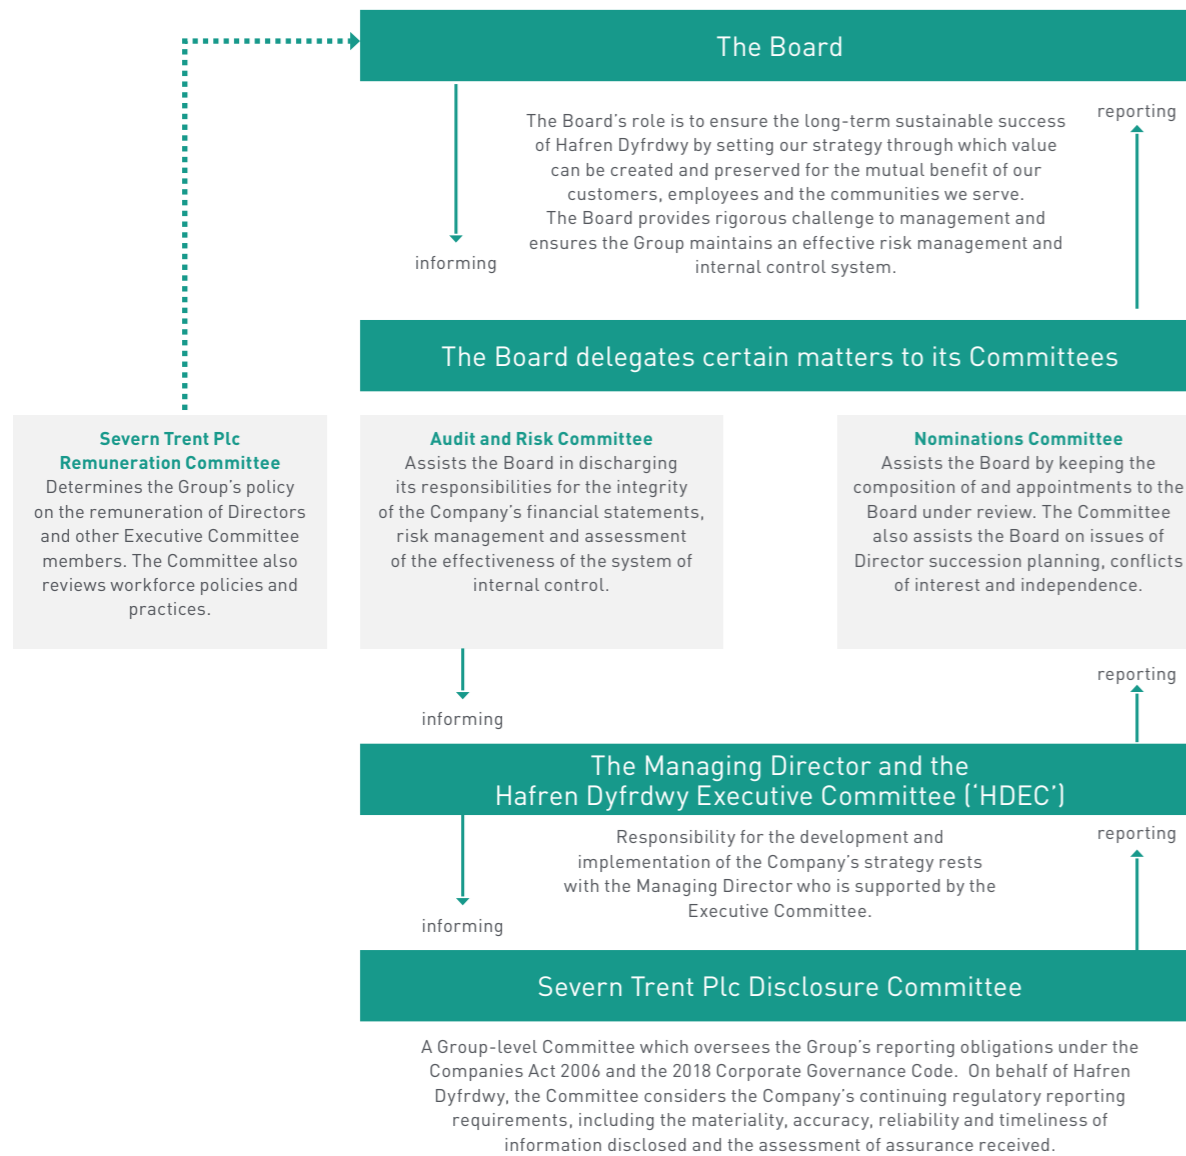 The Board
reporting
The Board's role is to ensure the long-term sustainable success
of Hafren Dyfrdwy by setting our strategy through which value
can be created and preserved for the mutual benefit of our
customers, employees and the communities we serve.
The Board provides rigorous challenge to management and
ensures the Group maintains an effective risk management and
internal control system.
informing
The Board delegates certain matters to its Committees
Severn Trent Plc
Remuneration Committee
Determines the Group's policy
on the remuneration of Directors
and other Executive Committee
members. The Committee also
reviews workforce policies and
practices.
Audit and Risk Committee
Assists the Board in discharging
its responsibilities for the integrity
of the Company's financial statements,
risk management and assessment
of the effectiveness of the system of
internal control.
Nominations Committee
Assists the Board by keeping the
composition of and appointments to the
Board under review. The Committee
also assists the Board on issues of
Director succession planning, conflicts
of interest and independence.
informing
reporting
The Managing Director and the
Hafren Dyfrdwy Executive Committee ('HDEC')
reporting
Responsibility for the development and
implementation of the Company's strategy rests
with the Managing Director who is supported by the
Executive Committee.
informing
Severn Trent Plc Disclosure Committee
A Group-level Committee which oversees the Group's reporting obligations under the
Companies Act 2006 and the 2018 Corporate Governance Code.  On behalf of Hafren
Dyfrdwy, the Committee considers the Company's continuing regulatory reporting
requirements, including the materiality, accuracy, reliability and timeliness of
information disclosed and the assessment of assurance received.